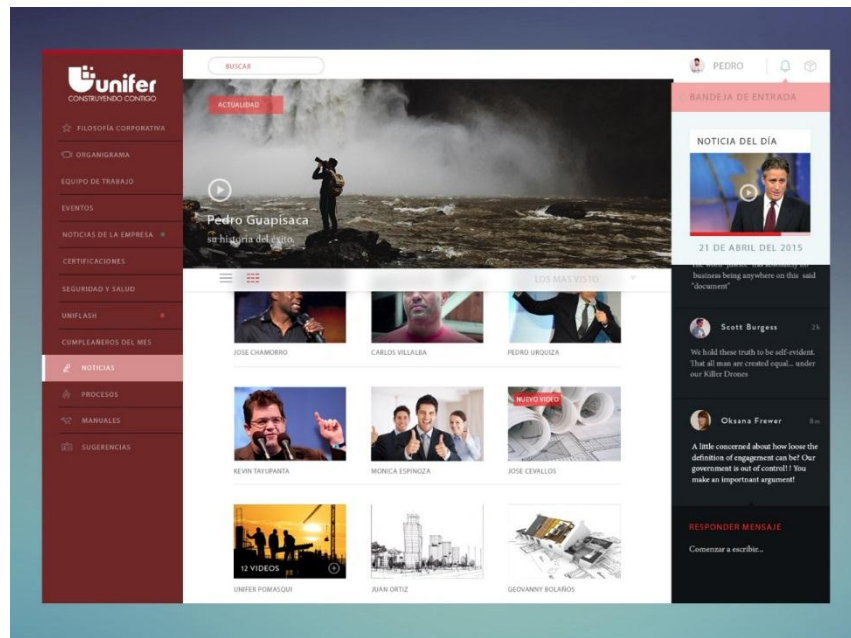 unifer
CONSTRUYENDO CONTIGO
FILOSOFÍA CORPORATIVA
ORGANIGRAMA
EQUIPO DE TRABAJO
EVENTOS
NOTICIAS DE LA EMPRESA
CERTIFICACIONES
SEGURIDAD Y SALUD
UNIFLASH
CUMPLEAÑEROS DEL MES
NOTICIAS
PROCESOS
MANUALES
SUGERENCIAS
BUSCAR
ACTUALIDAD
Pedro Guapisaca
su historia del éxito.
LOS MAS VISTO
JOSE CHAMORRO
CARLOS VILLALBA
PEDRO URQUIZA
NUEVO VIDEO
KEVIN TAYUPANTA
MONICA ESPINOZA
JOSE CEVALLOS
12 VIDEOS
UNIFER POMASQUI
JUAN ORTIZ
GEOVANNY BOLAÑOS
PEDRO
BANDEJA DE ENTRADA
NOTICIA DEL DÍA
21 DE ABRIL DEL 2015
business being anywhere on this said
"document"
Scott Burgess 2h
We hold these truth to be self-evident.
That all man are created equal... under
our Killer Drones
Oksana Frewer 8m
A little concerned about how loose the
definition of engagement can be! Our
government is out of control! ! You
make an importnant argument!
RESPONDER MENSAJE
Comenzar a escribir...